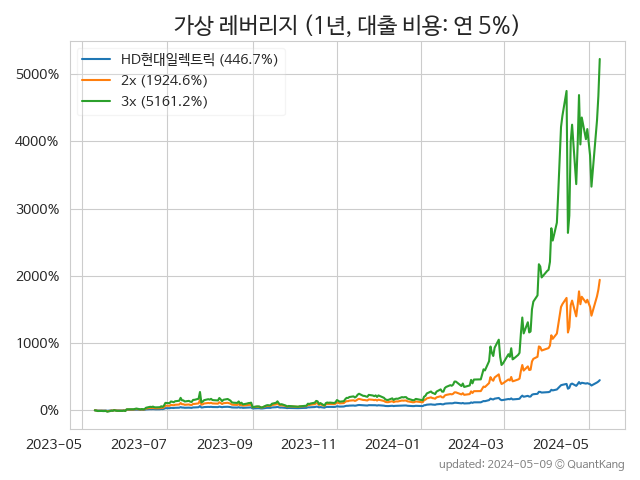 가상 레버리지 (1년, 대출 비용: 연 5%)
HD현대일렉트릭 (446.7%)
2x (1924.6%)
3x (5161.2%)
5000%
4000%
3000%
2000%
1000%
0%
2023-05 2023-07 2023-09 2023-11 2024-01 2024-03 2024-05
updated: 2024-05-09 © QuantKang